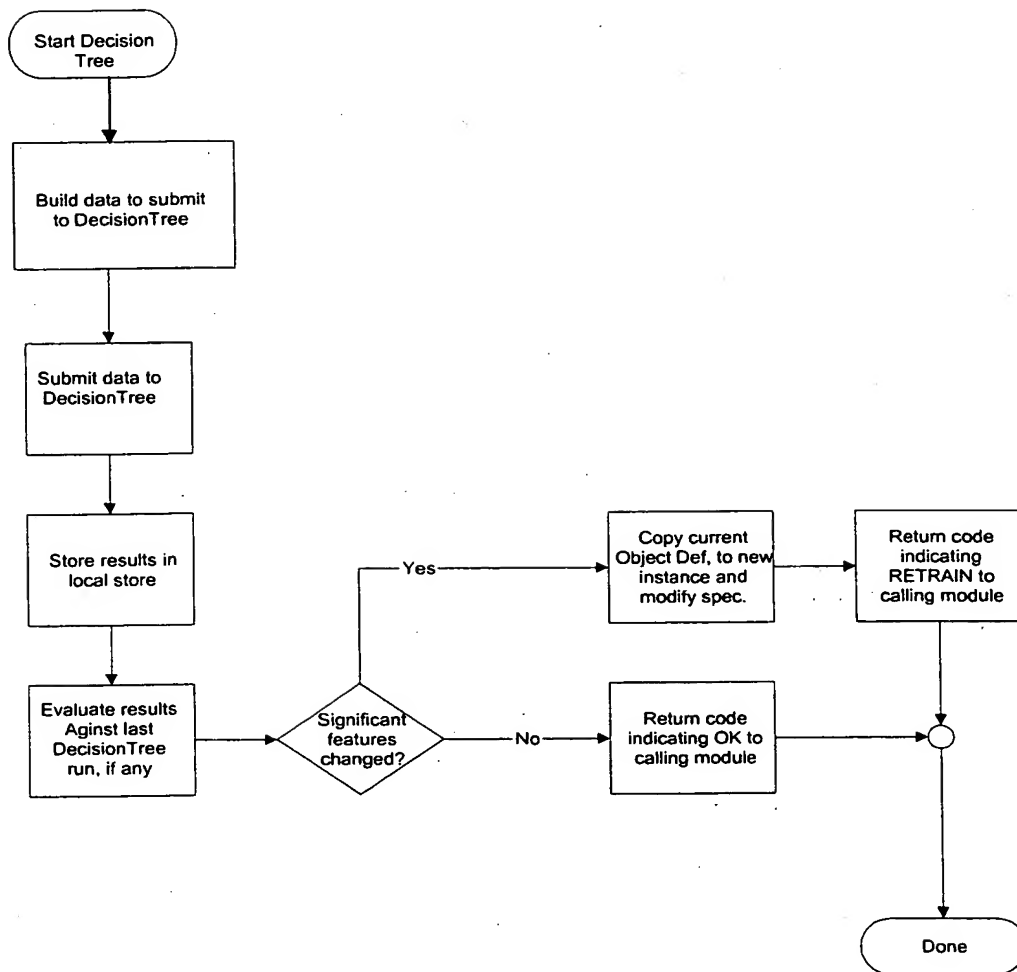 Start Decision
Tree
Build data to submit
to DecisionTree
Submit data to
DecisionTree
Store results in
local store
Evaluate results
Aginst last
DecisionTree
run, if any
Significant
features
changed?
Yes
Copy current
Object Def, to new
instance and
modify spec.
Return code
indicating
RETRAIN to
calling module
No
Return code
indicating OK to
calling module
Done